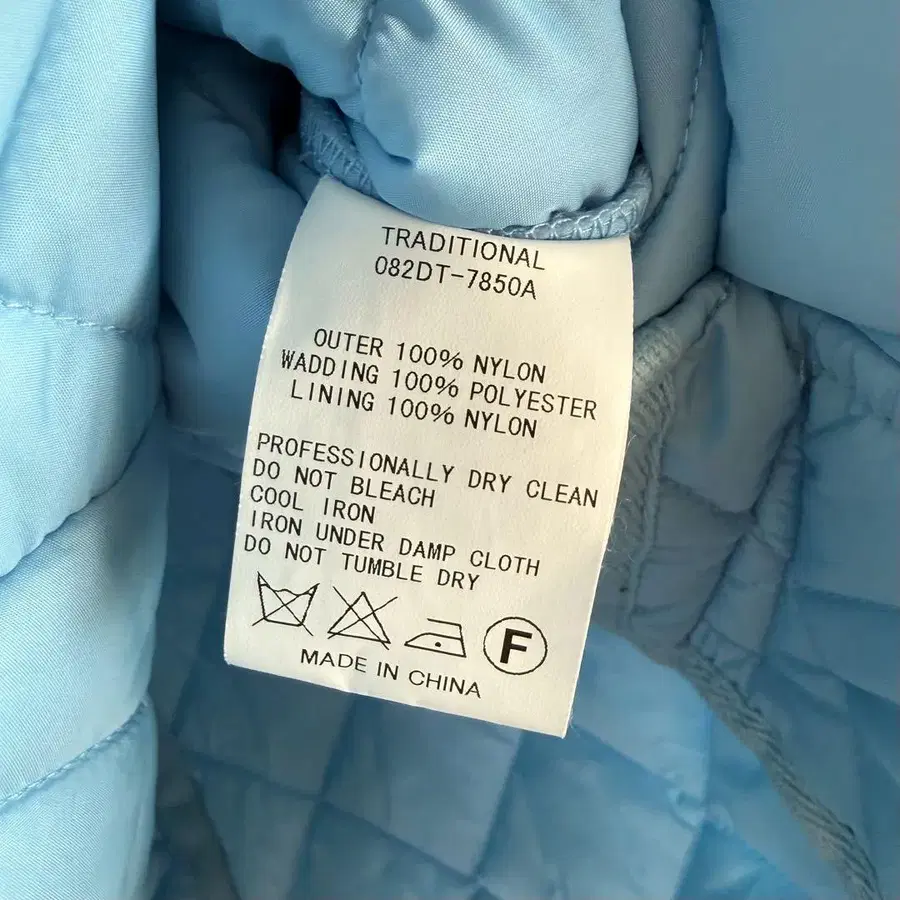 TRADITIONAL
082DT-7850A
OUTER 100% NYLON
WADDING 100% POLYESTER
LINING 100% NYLON
PROFESSIONALLY DRY CLEAN
DO NOT BLEACH
COOL IRON
IRON UNDER DAMP CLOTH
DO NOT TUMBLE DRY
F
MADE IN CHINA